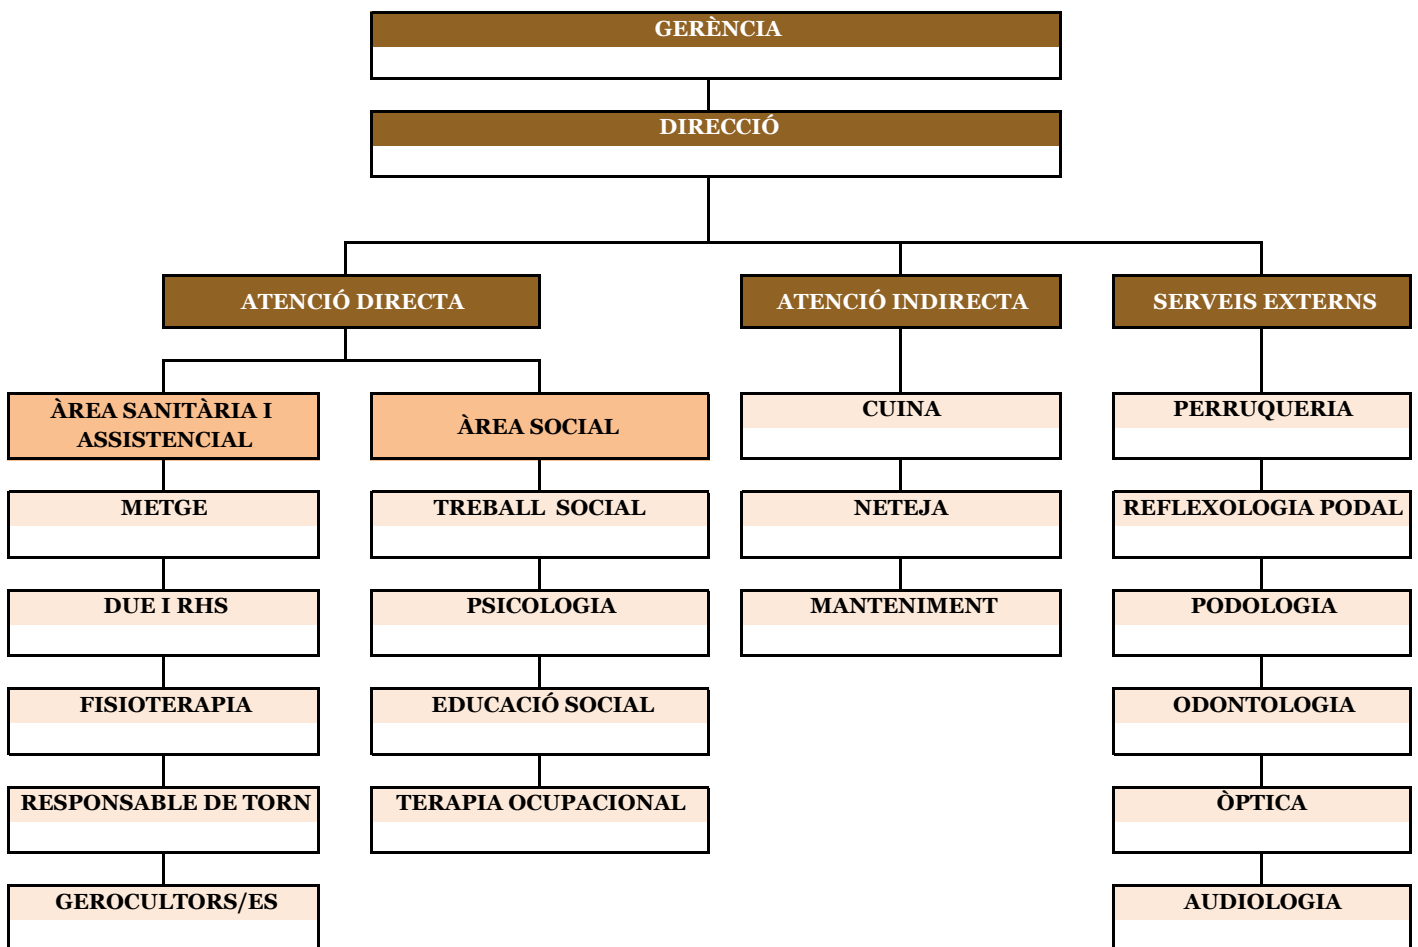 GERÈNCIA
DIRECCIÓ
ATENCIÓ DIRECTA
ATENCIÓ INDIRECTA
SERVEIS EXTERNS
ÀREA SANITÀRIA I
ASSISTENCIAL
ÀREA SOCIAL
CUINA
PERRUQUERIA
METGE
TREBALL SOCIAL
NETEJA
REFLEXOLOGIA PODAL
DUE I RHS
PSICOLOGIA
MANTENIMENT
PODOLOGIA
FISIOTERAPIA
EDUCACIÓ SOCIAL
ODONTOLOGIA
RESPONSABLE DE TORN
TERAPIA OCUPACIONAL
ÒPTICA
GEROCULTORS/ES
AUDIOLOGIA